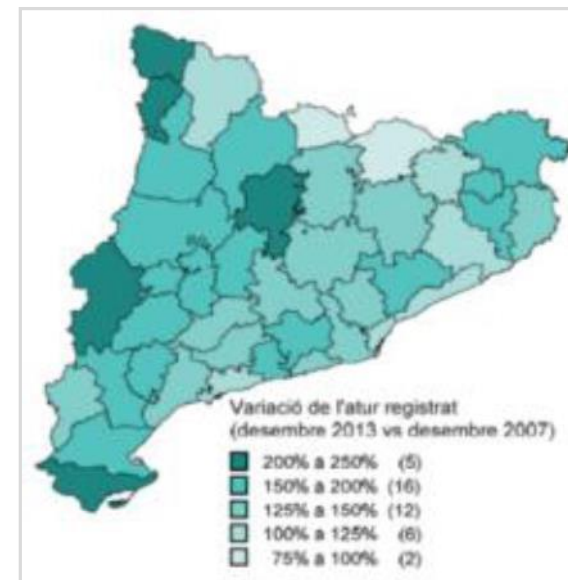 Variació de l'atur registrat
(desembre 2013 vs desembre 2007)
200% a 250% (5)
150% a 200% (16)
125% a 150% (12)
100% a 125% (6)
75% a 100% (2)